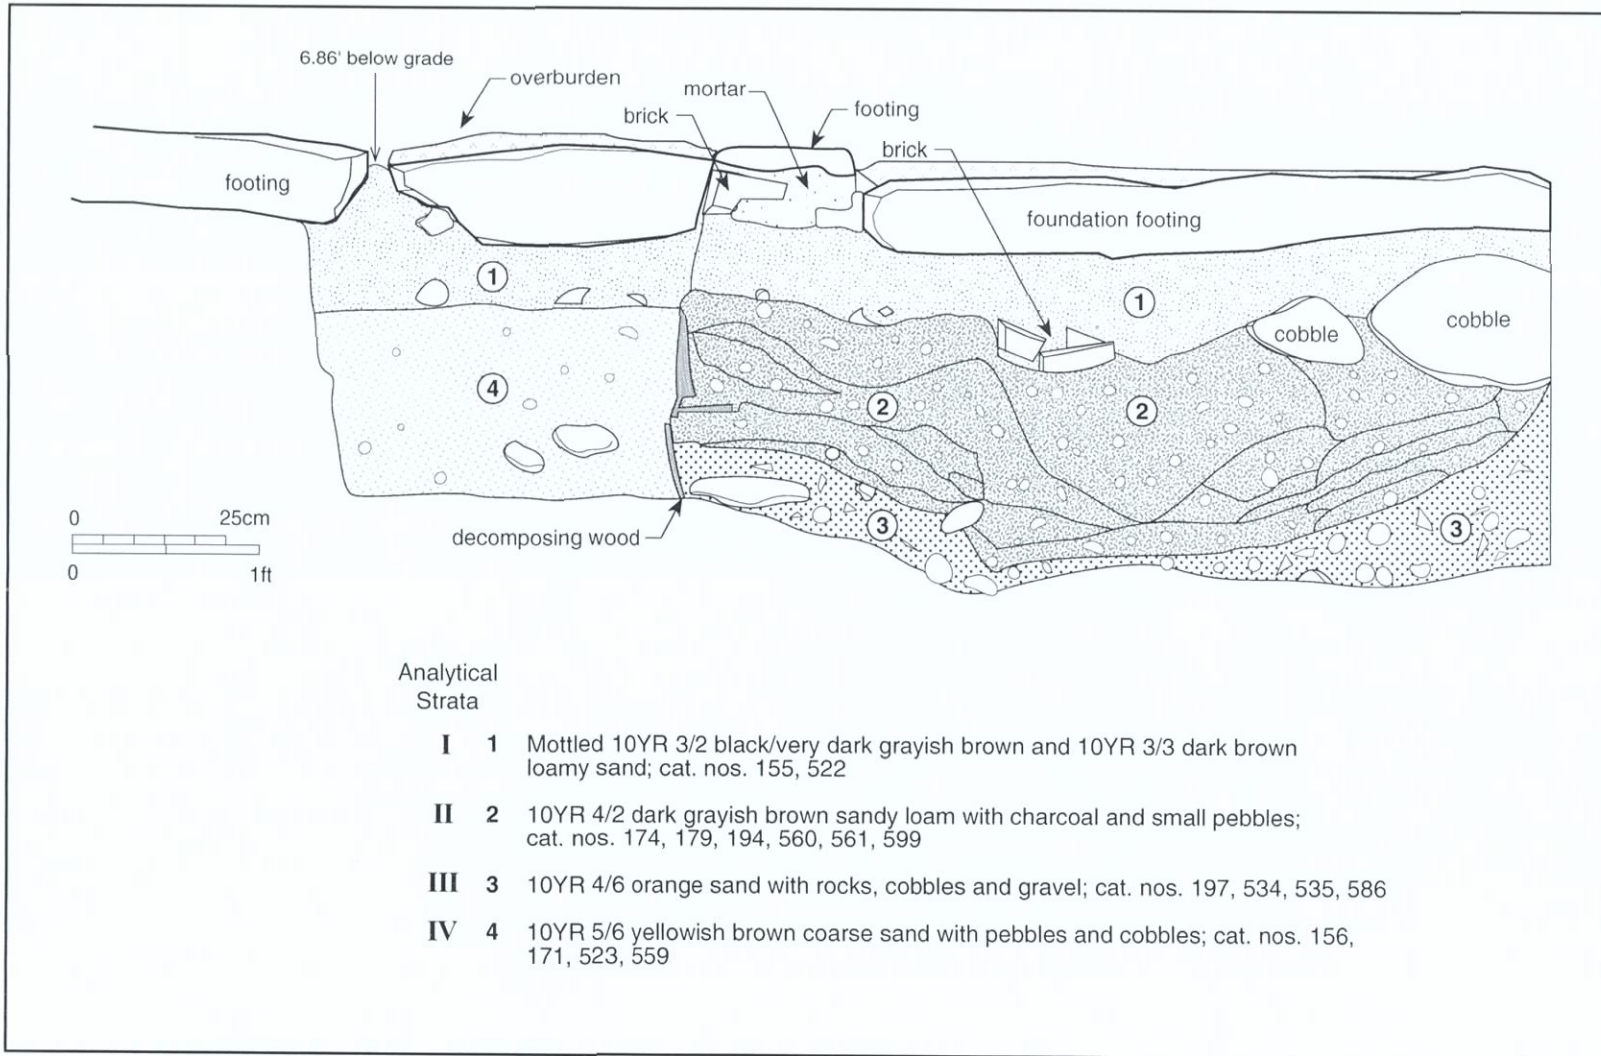 6.86' below grade
overburden
mortar
brick
footing
brick
footing
foundation footing
1
1
cobble
cobble
4
2
2
3
3
0 25cm
0 1ft
decomposing wood
Analytical
Strata
I 1 Mottled 10YR 3/2 black/very dark grayish brown and 10YR 3/3 dark brown
loamy sand; cat. nos. 155, 522
II 2 10YR 4/2 dark grayish brown sandy loam with charcoal and small pebbles;
cat. nos. 174, 179, 194, 560, 561, 599
III 3 10YR 4/6 orange sand with rocks, cobbles and gravel; cat. nos. 197, 534, 535, 586
IV 4 10YR 5/6 yellowish brown coarse sand with pebbles and cobbles; cat. nos. 156,
171, 523, 559